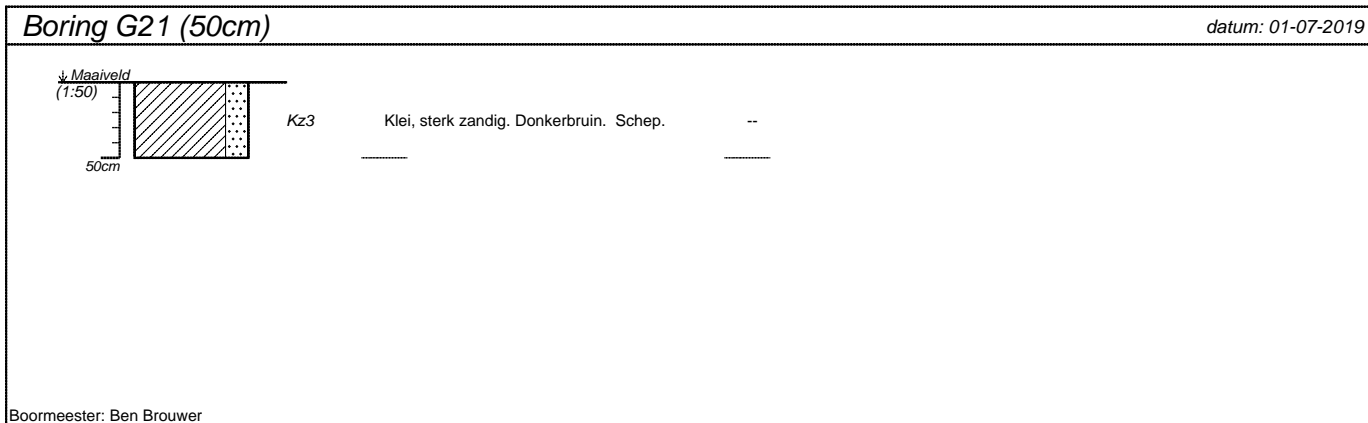 Boring G21 (50cm)
datum: 01-07-2019
Maaiveld
(1:50)
Kz3 Klei, sterk zandig. Donkerbruin. Schep. --
50cm
Boormeester: Ben Brouwer